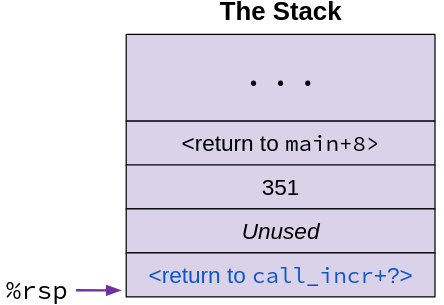 The Stack
. . .
<return to main+8>
351
Unused
<return to call_incr+?>
%rsp